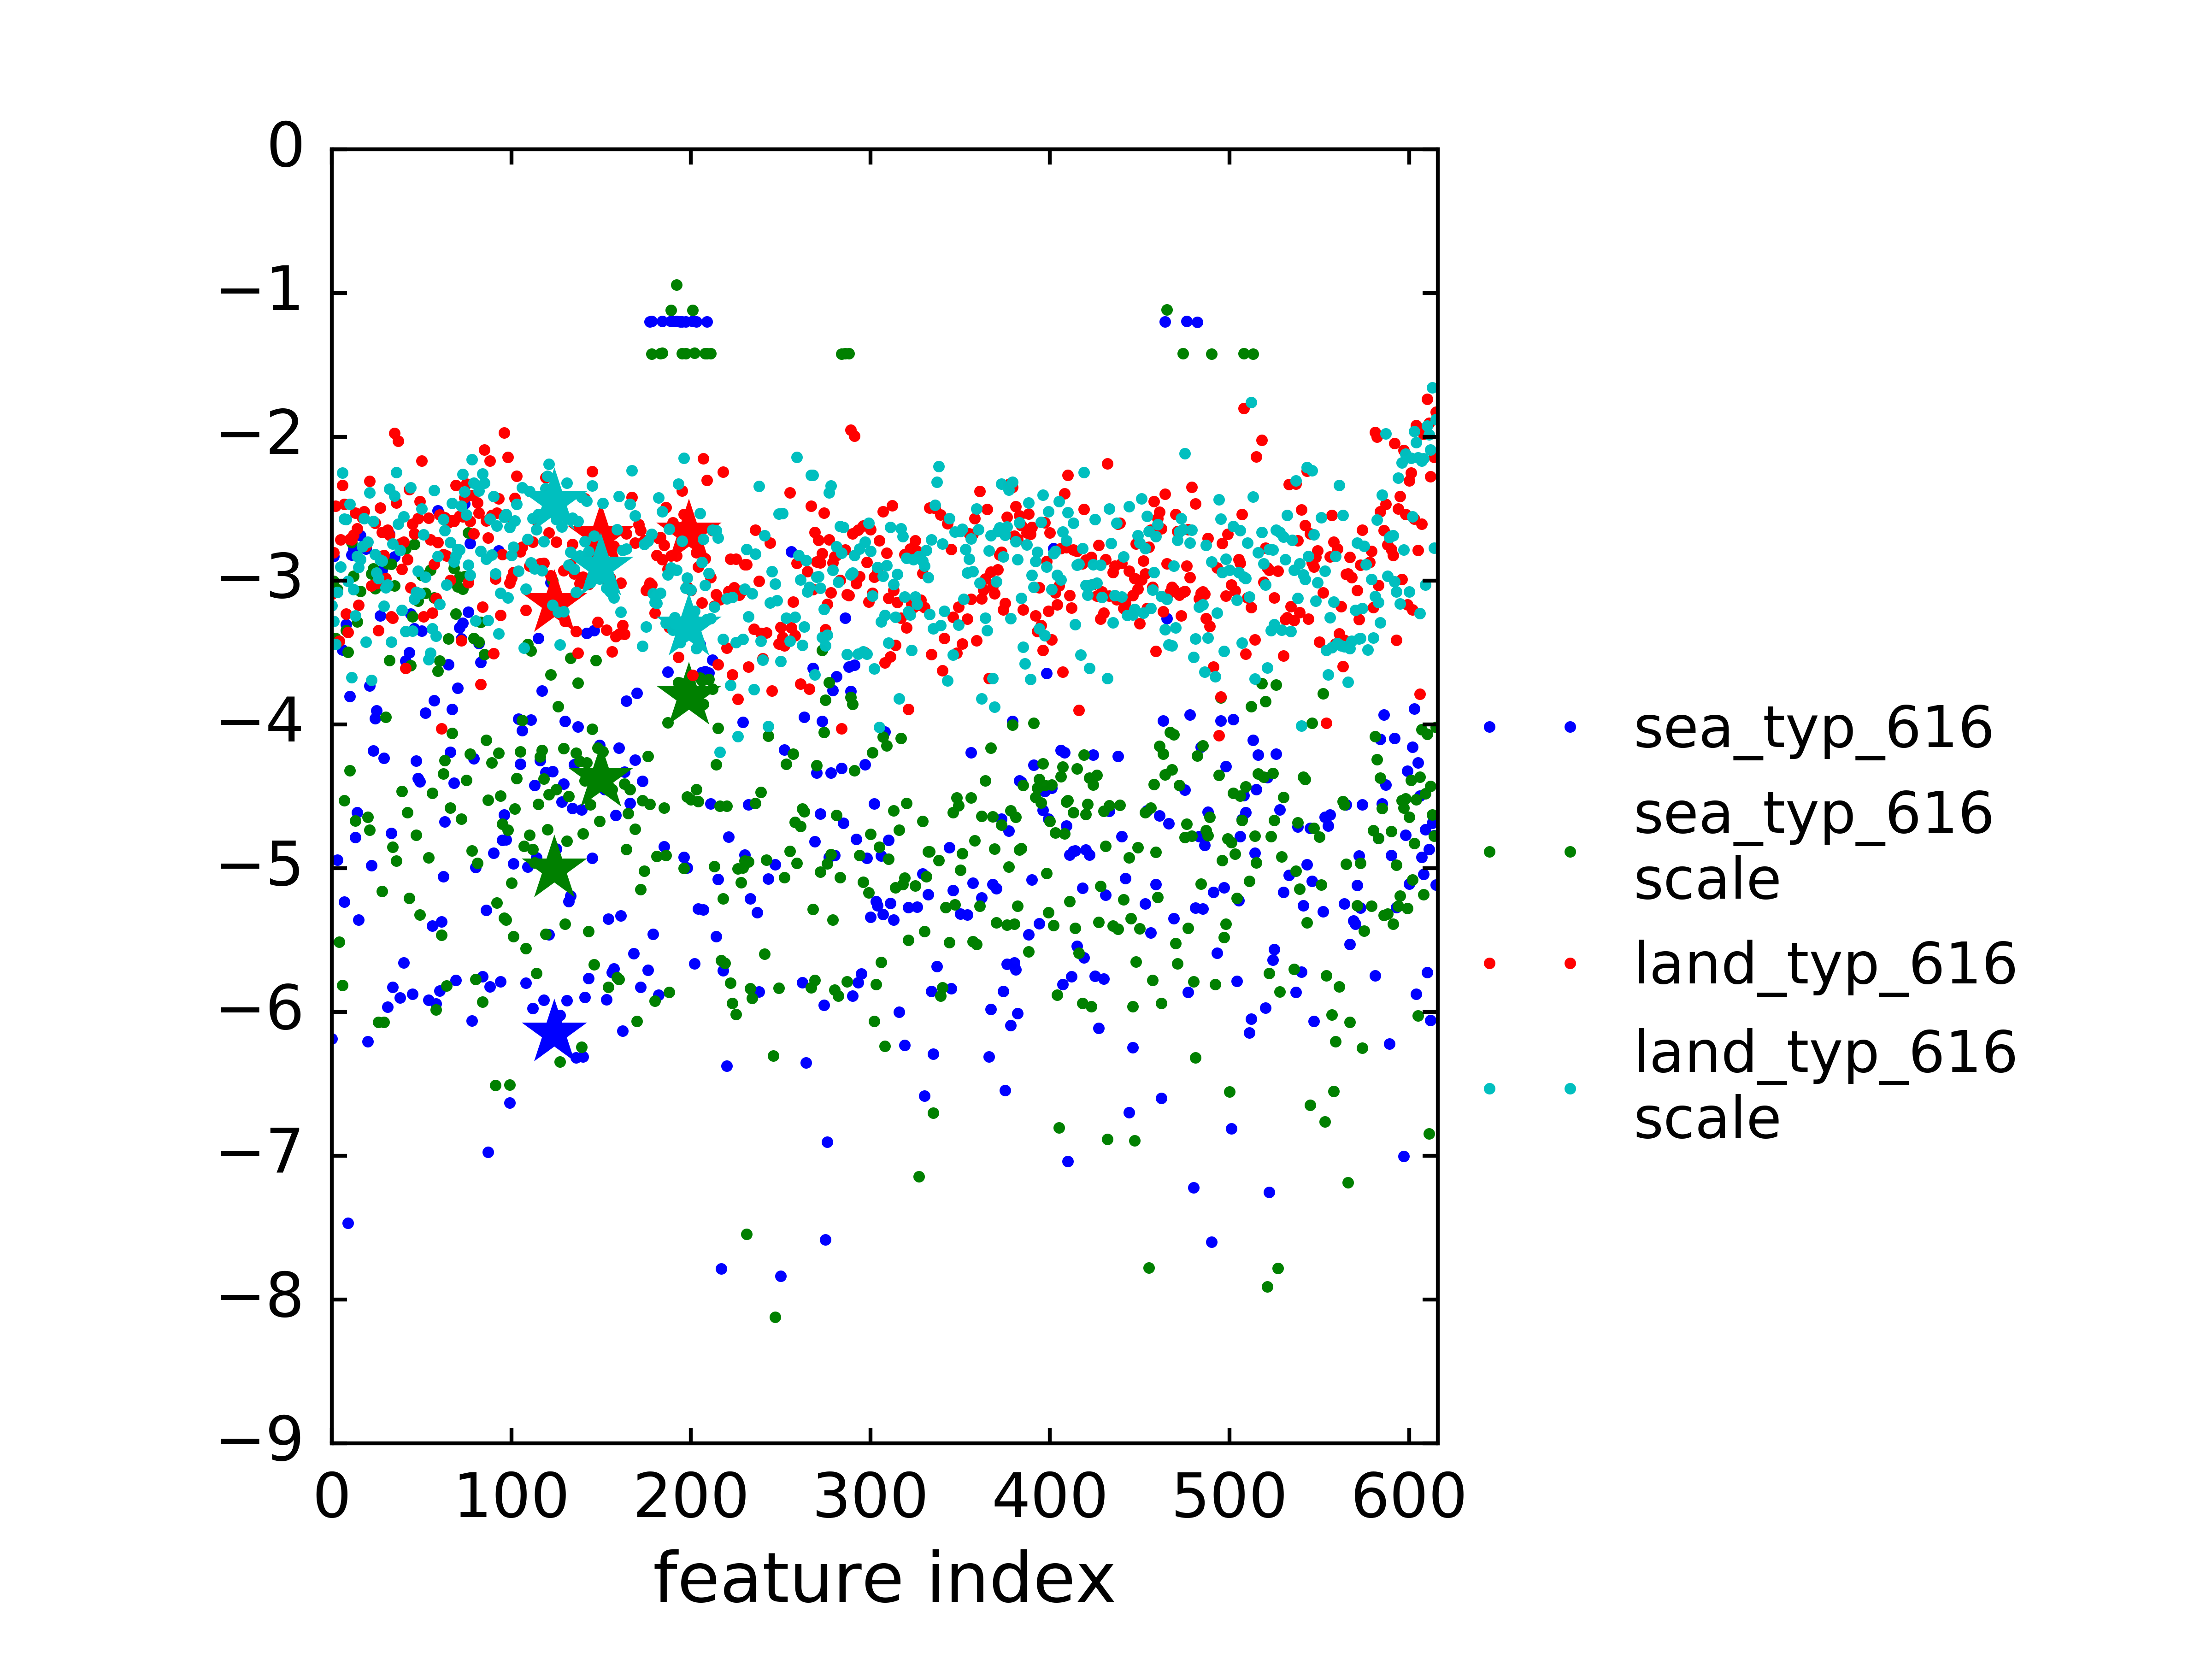 0
−1
−2
−3
−4
−5
−6
−7
−8
−9
0 100 200 300 400 500 600
feature index
sea_typ_616
sea_typ_616
scale
land_typ_616
land_typ_616
scale